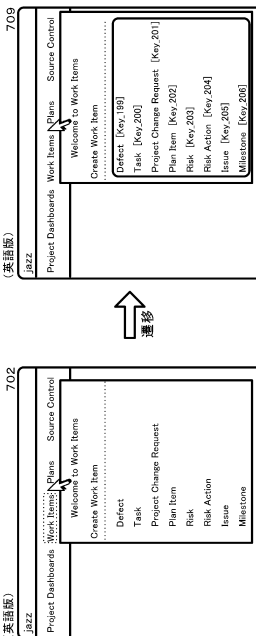 702
(英語版)
jazz
Project Dashboards Work Items Plans Source Control
Welcome to Work Items
Create Work Item
Defect
Task
Project Change Request
Plan Item
Risk
Risk Action
Issue
Milestone
遷移
709
(英語版)
jazz
Project Dashboards Work Items Plans Source Control
Welcome to Work Items
Create Work Item
Defect [Key_199]
Task [Key_200]
Project Change Request [Key_201]
Plan Item [Key_202]
Risk [Key_203]
Risk Action [Key_204]
Issue [Key_205]
Milestone [Key_206]